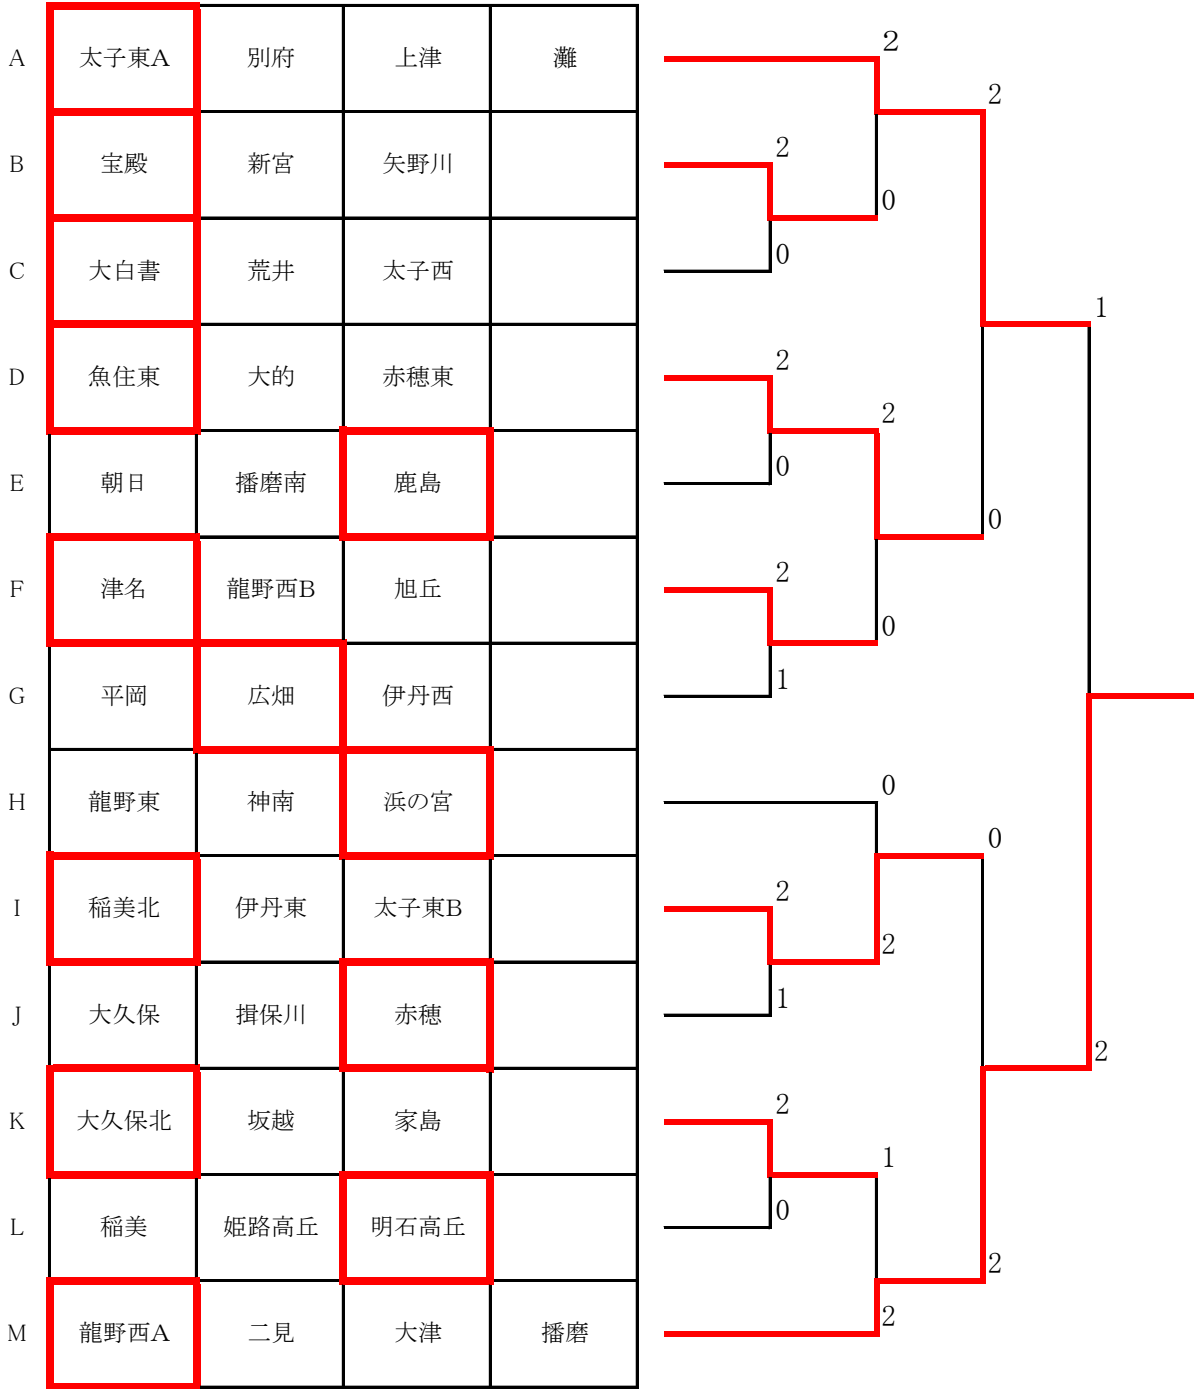 A 太子東A 別府 上津 灘
B 宝殿 新宮 矢野川
C 大白書 荒井 太子西
D 魚住東 大的 赤穂東
E 朝日 播磨南 鹿島
F 津名 龍野西B 旭丘
G 平岡 広畑 伊丹西
H 龍野東 神南 浜の宮
I 稲美北 伊丹東 太子東B
J 大久保 揖保川 赤穂
K 大久保北 坂越 家島
L 稲美 姫路高丘 明石高丘
M 龍野西A 二見 大津 播磨
2
2
2
0
0
1
2
2
0
0
2
0
1
0
0
2
2
1
2
2
1
0
2
2